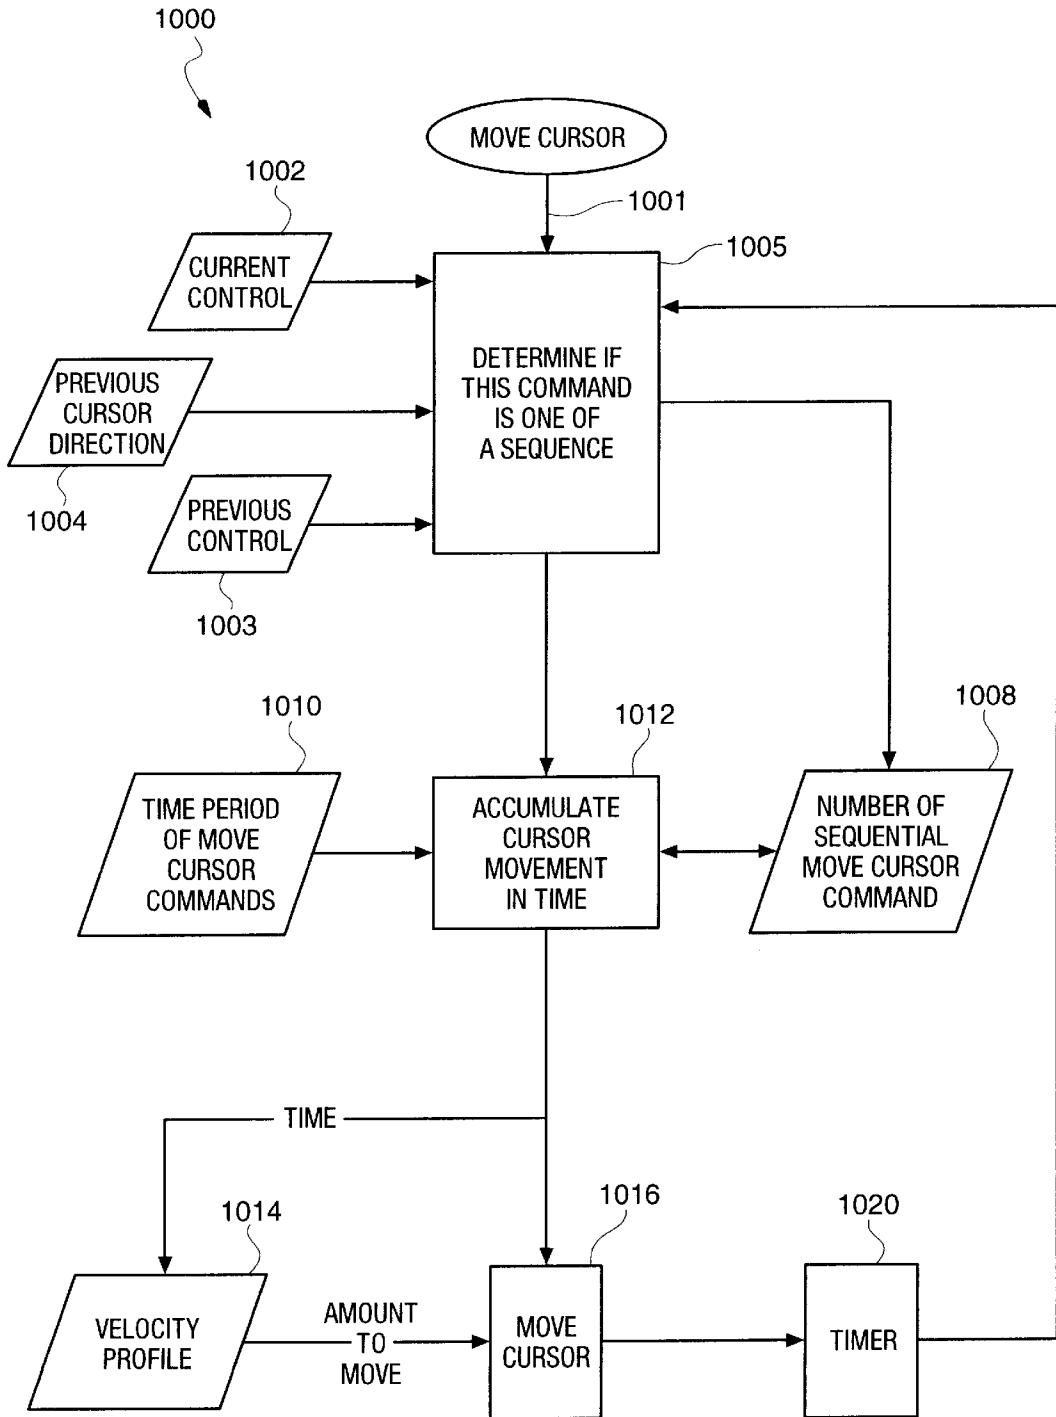 1000
MOVE CURSOR
1002
1001
1005
CURRENT
CONTROL
PREVIOUS
CURSOR
DIRECTION
DETERMINE IF
THIS COMMAND
IS ONE OF
A SEQUENCE
1004
PREVIOUS
CONTROL
1003
1010
1012
1008
TIME PERIOD
OF MOVE
CURSOR
COMMANDS
ACCUMULATE
CURSOR
MOVEMENT
IN TIME
NUMBER OF
SEQUENTIAL
MOVE CURSOR
COMMAND
TIME
1014
1016
1020
VELOCITY
PROFILE
AMOUNT
TO
MOVE
MOVE
CURSOR
TIMER